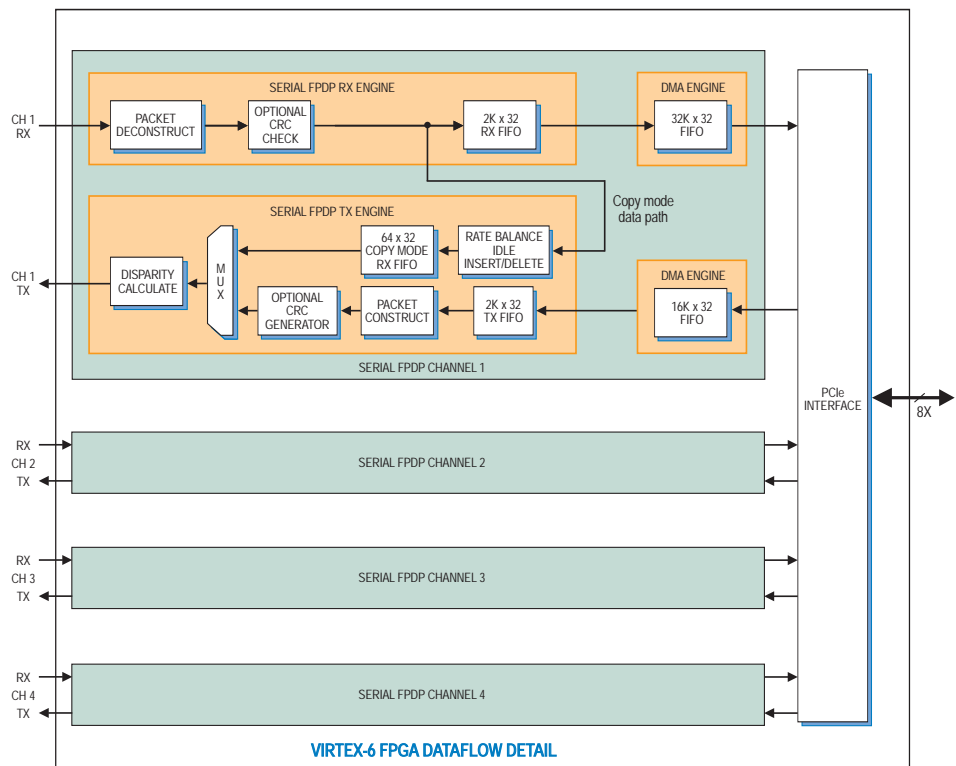 SERIAL FPDP RX ENGINE
DMA ENGINE
CH 1
RX
PACKET
DECONSTRUCT
OPTIONAL
CRC
CHECK
2K x 32
RX FIFO
32K x 32
FIFO
Copy mode
data path
SERIAL FPDP TX ENGINE
64 x 32
COPY MODE
RX FIFO
RATE BALANCE
IDLE
INSERT/DELETE
CH 1
TX
DISPARITY
CALCULATE
M
U
X
OPTIONAL
CRC
GENERATOR
PACKET
CONSTRUCT
2K x 32
TX FIFO
DMA ENGINE
16K x 32
FIFO
SERIAL FPDP CHANNEL 1
PCIe
INTERFACE
8X
RX
CH 2
TX
SERIAL FPDP CHANNEL 2
RX
CH 3
TX
SERIAL FPDP CHANNEL 3
RX
CH 4
TX
SERIAL FPDP CHANNEL 4
VIRTEX-6 FPGA DATAFLOW DETAIL